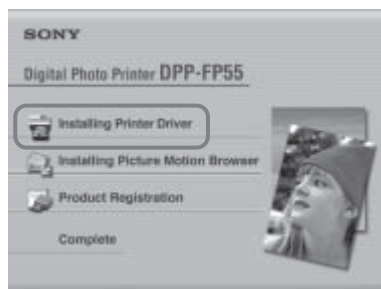 SONY
Digital Photo Printer DPP-FP55
Installing Printer Driver
Installing Picture Motion Browser
Product Registration
Complete